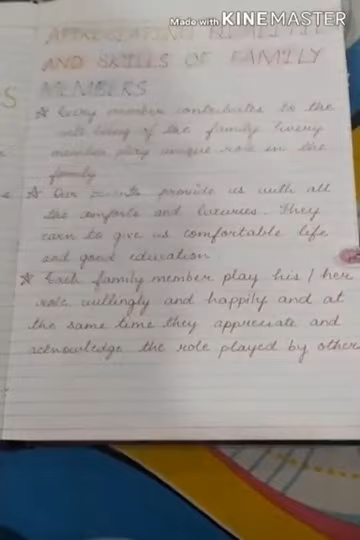 Made with KINEMASTER
APPRECIATING ABILITIES
AND SKILLS OF FAMILY
MEMBERS
S
* Every member contributes to the
well being of the family. Every
member play unique role in the
family
* Our parents provide us with all
the comforts and luxuries. They
earn to give us comfortable life
and good education.
* Each family member play his / her
role willingly and happily and at
the same time they appreciate and
acknowledge the role played by other